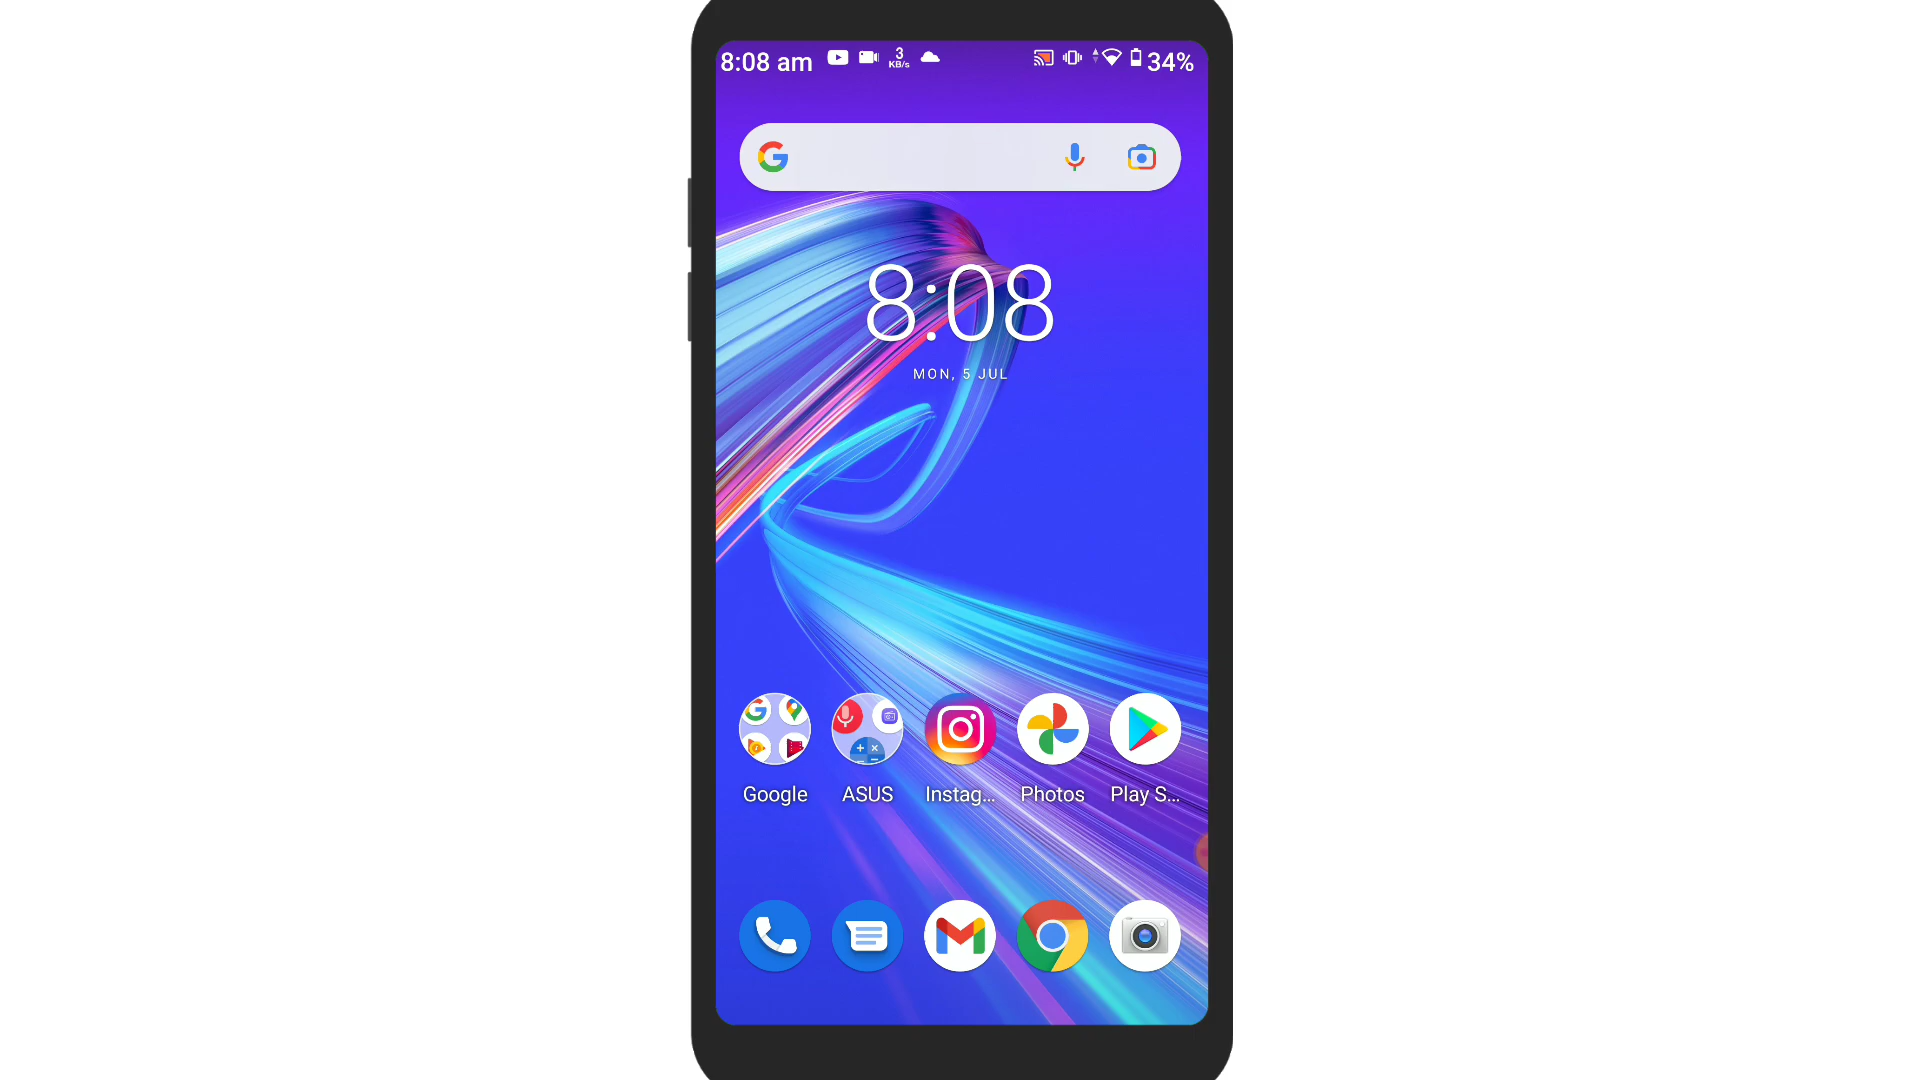 8:08 am 3 KB/s 34%
8:08
MON, 5 JUL
Google ASUS Instag... Photos Play S...